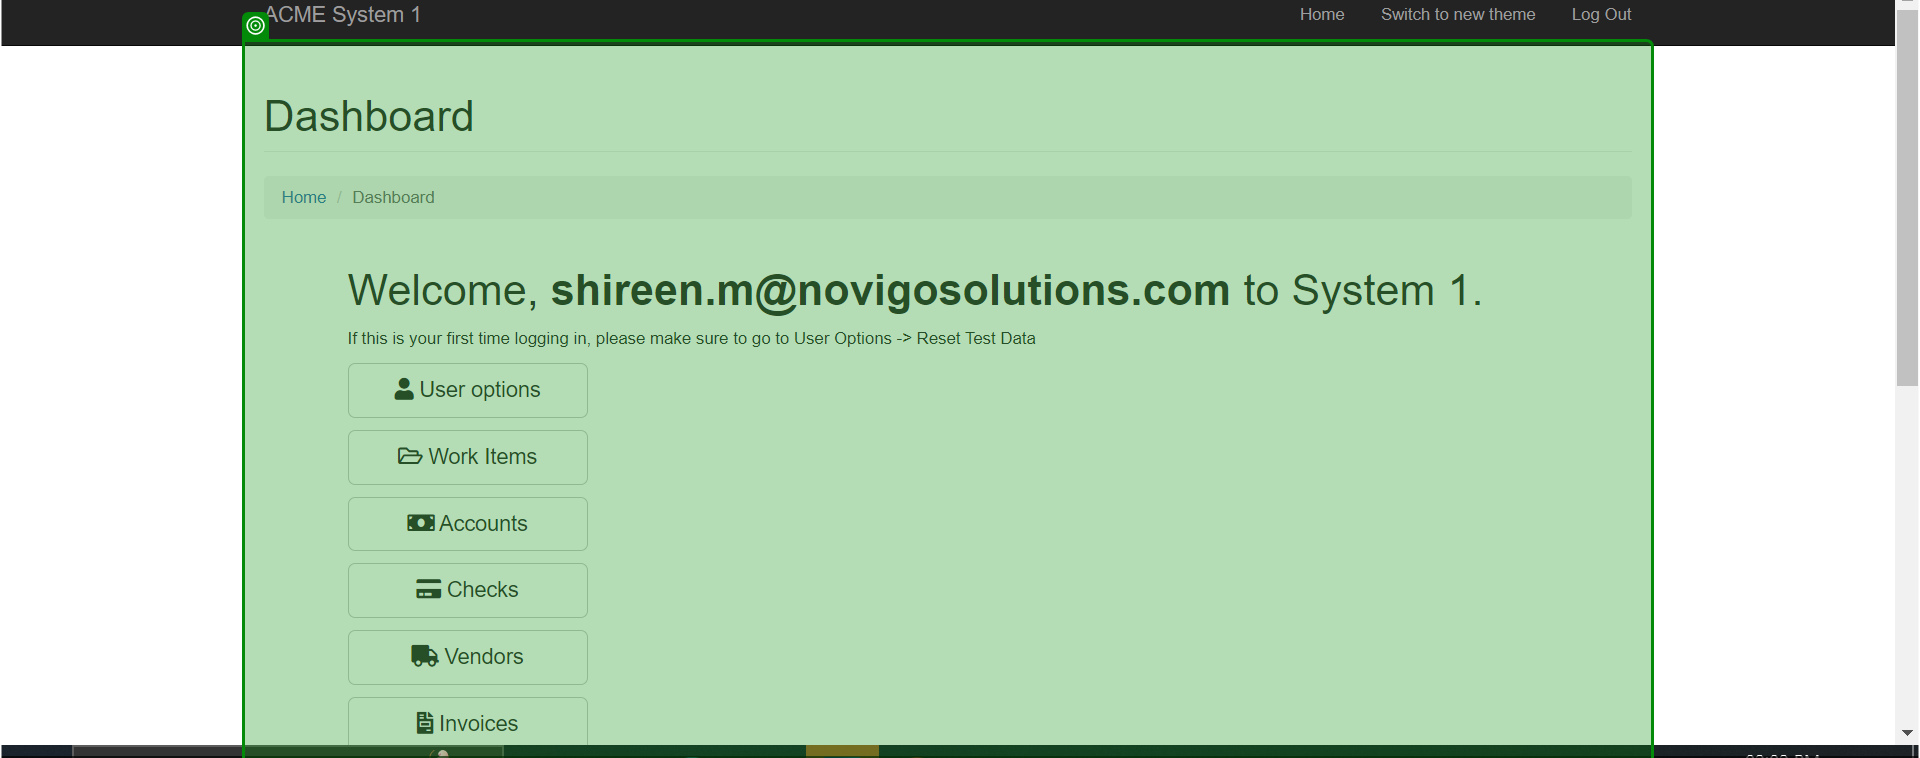 ACME System 1 Home Switch to new theme Log Out
Dashboard
Home / Dashboard
Welcome, shireen.m@novigosolutions.com to System 1.
If this is your first time logging in, please make sure to go to User Options -> Reset Test Data
User options
Work Items
Accounts
Checks
Vendors
Invoices